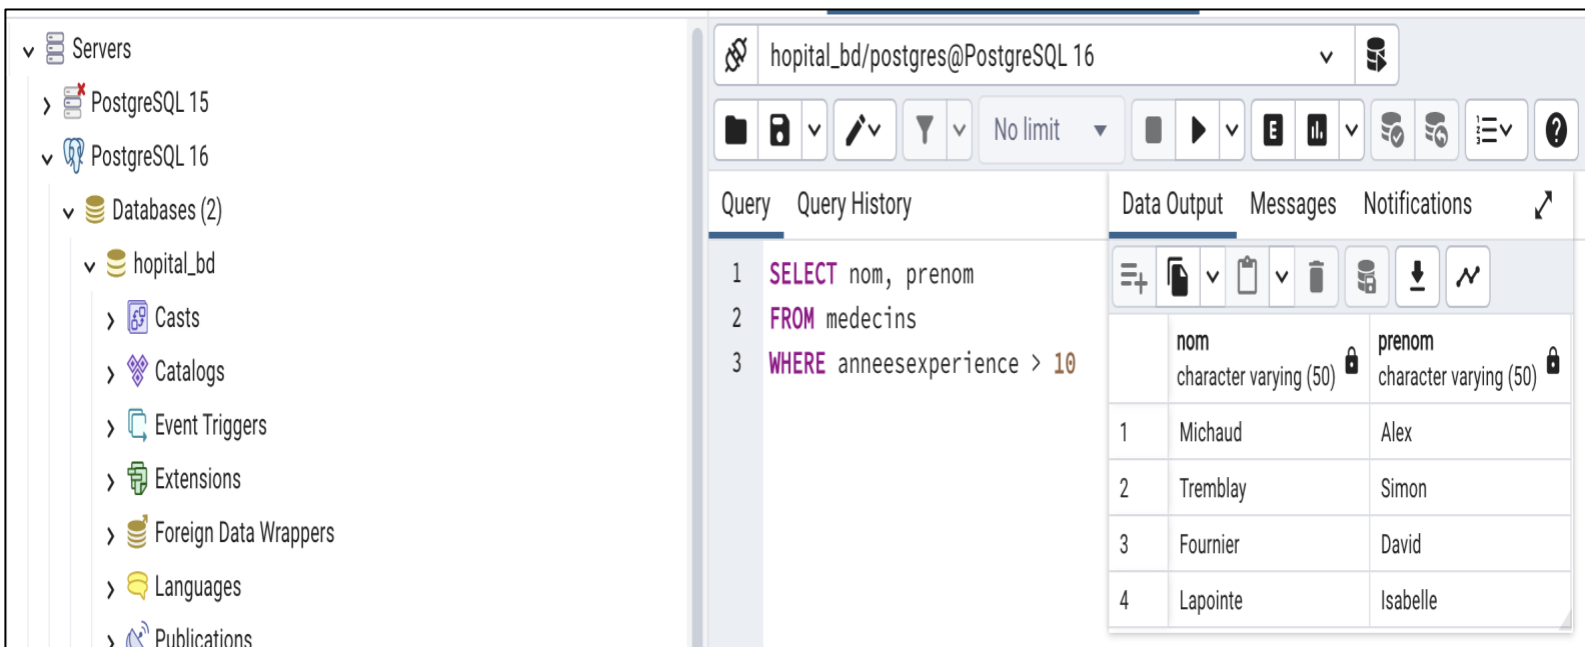 Servers
PostgreSQL 15
PostgreSQL 16
Databases (2)
hopital_bd
Casts
Catalogs
Event Triggers
Extensions
Foreign Data Wrappers
Languages
Publications
hopital_bd/postgres@PostgreSQL 16
No limit
E
Query Query History
1 SELECT nom, prenom
2 FROM medecins
3 WHERE anneesexperience > 10
Data Output Messages Notifications
nom prenom
character varying (50) character varying (50)
1 Michaud Alex
2 Tremblay Simon
3 Fournier David
4 Lapointe Isabelle